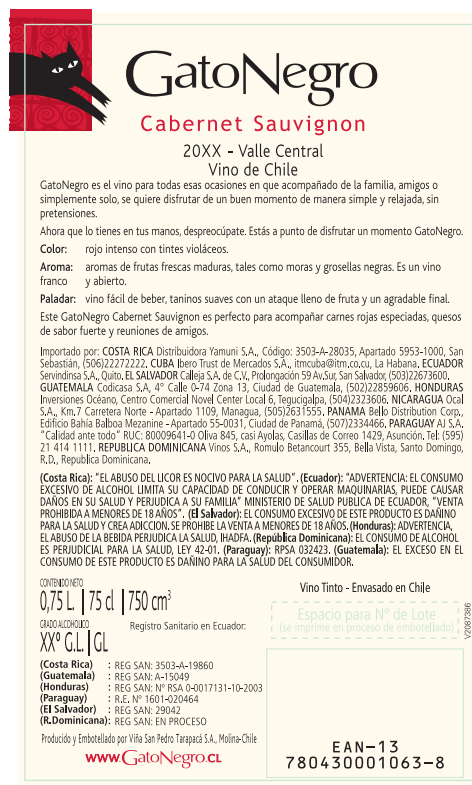 GatoNegro
Cabernet Sauvignon
20XX - Valle Central
Vino de Chile
GatoNegro es el vino para todas esas ocasiones en que acompañado de la familia, amigos o
simplemente solo, se quiere disfrutar de un buen momento de manera simple y relajada, sin
pretensiones.
Ahora que lo tienes en tus manos, despreocúpate. Estás a punto de disfrutar un momento GatoNegro.
Color: rojo intenso con tintes violáceos.
Aroma: aromas de frutas frescas maduras, tales como moras y grosellas negras. Es un vino
franco y abierto.
Paladar: vino fácil de beber, taninos suaves con un ataque lleno de fruta y un agradable final.
Este GatoNegro Cabernet Sauvignon es perfecto para acompañar carnes rojas especiadas, quesos
de sabor fuerte y reuniones de amigos.
Importado por: COSTA RICA Distribuidora Yamuni S.A., Código: 3503-A-28035, Apartado 5953-1000, San
Sebastián, (506)22272222. CUBA Ibero Trust de Mercados S.A., itmcuba@itm.co.cu, La Habana. ECUADOR
Servindinsa S.A., Quito. EL SALVADOR Calleja S.A. de C.V., Prolongación 59 Av,Sur, San Salvador, (503)22673600.
GUATEMALA Codicasa S.A, 4° Calle 0-74 Zona 13, Ciudad de Guatemala, (502)22859606. HONDURAS
Inversiones Océano, Centro Comercial Novel Center Local 6, Tegucigalpa, (504)2323606. NICARAGUA Ocal
S.A., Km.7 Carretera Norte - Apartado 1109, Managua, (505)2631555. PANAMA Bello Distribution Corp.,
Edificio Bahía Balboa Mezanine - Apartado 55-0031, Ciudad de Panamá, (507)2334466. PARAGUAY AJ S.A.
"Calidad ante todo" RUC: 80009641-0 Oliva 845, casi Ayolas, Casillas de Correo 1429, Asunción, Tel: (595)
21 414 1111. REPUBLICA DOMINICANA Vinos S.A., Romulo Betancourt 355, Bella Vista, Santo Domingo,
R.D., Republica Dominicana.
(Costa Rica): "EL ABUSO DEL LICOR ES NOCIVO PARA LA SALUD". (Ecuador): "ADVERTENCIA: EL CONSUMO
EXCESIVO DE ALCOHOL LIMITA SU CAPACIDAD DE CONDUCIR Y OPERAR MAQUINARIAS, PUEDE CAUSAR
DAÑOS EN SU SALUD Y PERJUDICA A SU FAMILIA" MINISTERIO DE SALUD PUBLICA DE ECUADOR, "VENTA
PROHIBIDA A MENORES DE 18 AÑOS". (El Salvador): EL CONSUMO EXCESIVO DE ESTE PRODUCTO ES DAÑINO
PARA LA SALUD Y CREA ADICCION. SE PROHIBE LA VENTA A MENORES DE 18 AÑOS. (Honduras): ADVERTENCIA,
EL ABUSO DE LA BEBIDA PERJUDICA LA SALUD, IHADFA. (República Dominicana): EL CONSUMO DE ALCOHOL
ES PERJUDICIAL PARA LA SALUD, LEY 42-01. (Paraguay): RPSA 032423. (Guatemala): EL EXCESO EN EL
CONSUMO DE ESTE PRODUCTO ES DAÑINO PARA LA SALUD DEL CONSUMIDOR.
CONTENIDO NETO
0,75 L | 75 cl | 750 cm³
GRADO ALCOHOLICO
XXº G.L. | GL
Registro Sanitario en Ecuador:
(Costa Rica) : REG SAN: 3503-A-19860
(Guatemala) : REG SAN: A-15049
(Honduras) : REG SAN: Nº RSA 0-0017131-10-2003
(Paraguay) : R.E. Nº 1601-020464
(El Salvador) : REG SAN: 29042
(R.Dominicana): REG SAN: EN PROCESO
Producido y Embotellado por Viña San Pedro Tarapacá S.A., Molina-Chile
www.GatoNegro.CL
Vino Tinto - Envasado en Chile
Espacio para Nº de Lote
(se imprime en proceso de embotellado)
V2087386
EAN-13
780430001063-8